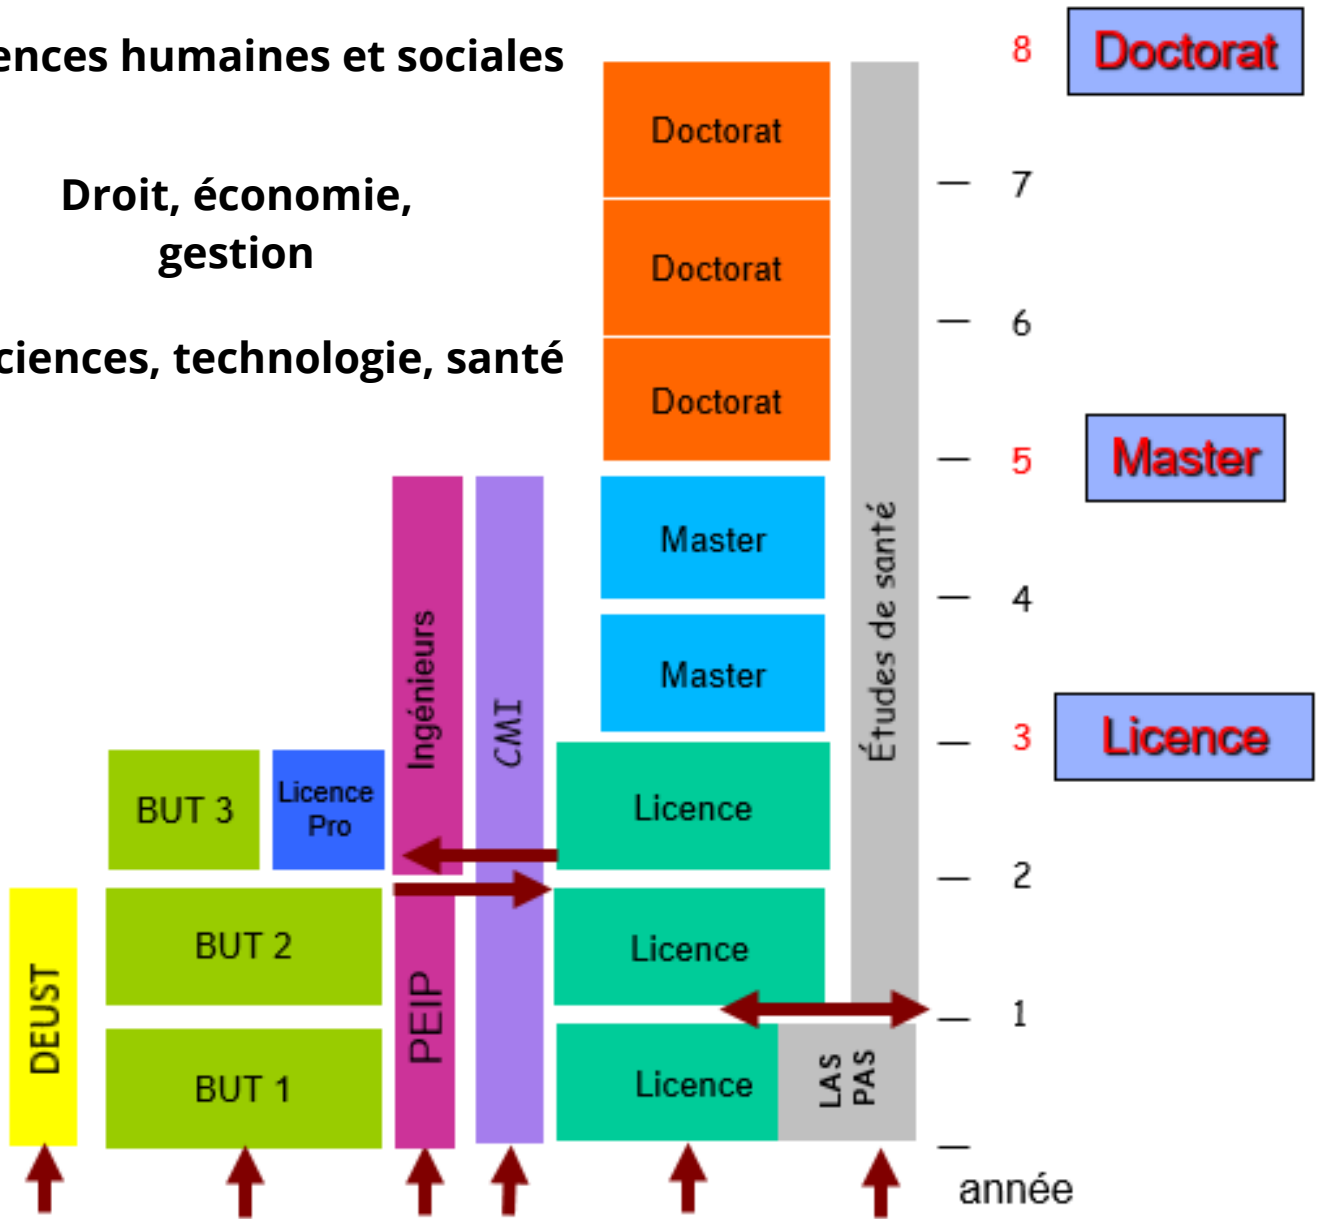 ences humaines et sociales
Droit, économie,
gestion
ciences, technologie, santé
8
Doctorat
Doctorat
7
Doctorat
6
Doctorat
5
Master
Master
4
Master
3
Licence
Études de santé
Ingénieurs
CMI
BUT 3
Licence
Pro
Licence
2
DEUST
BUT 2
PEIP
Licence
1
BUT 1
Licence
LAS
PAS
année